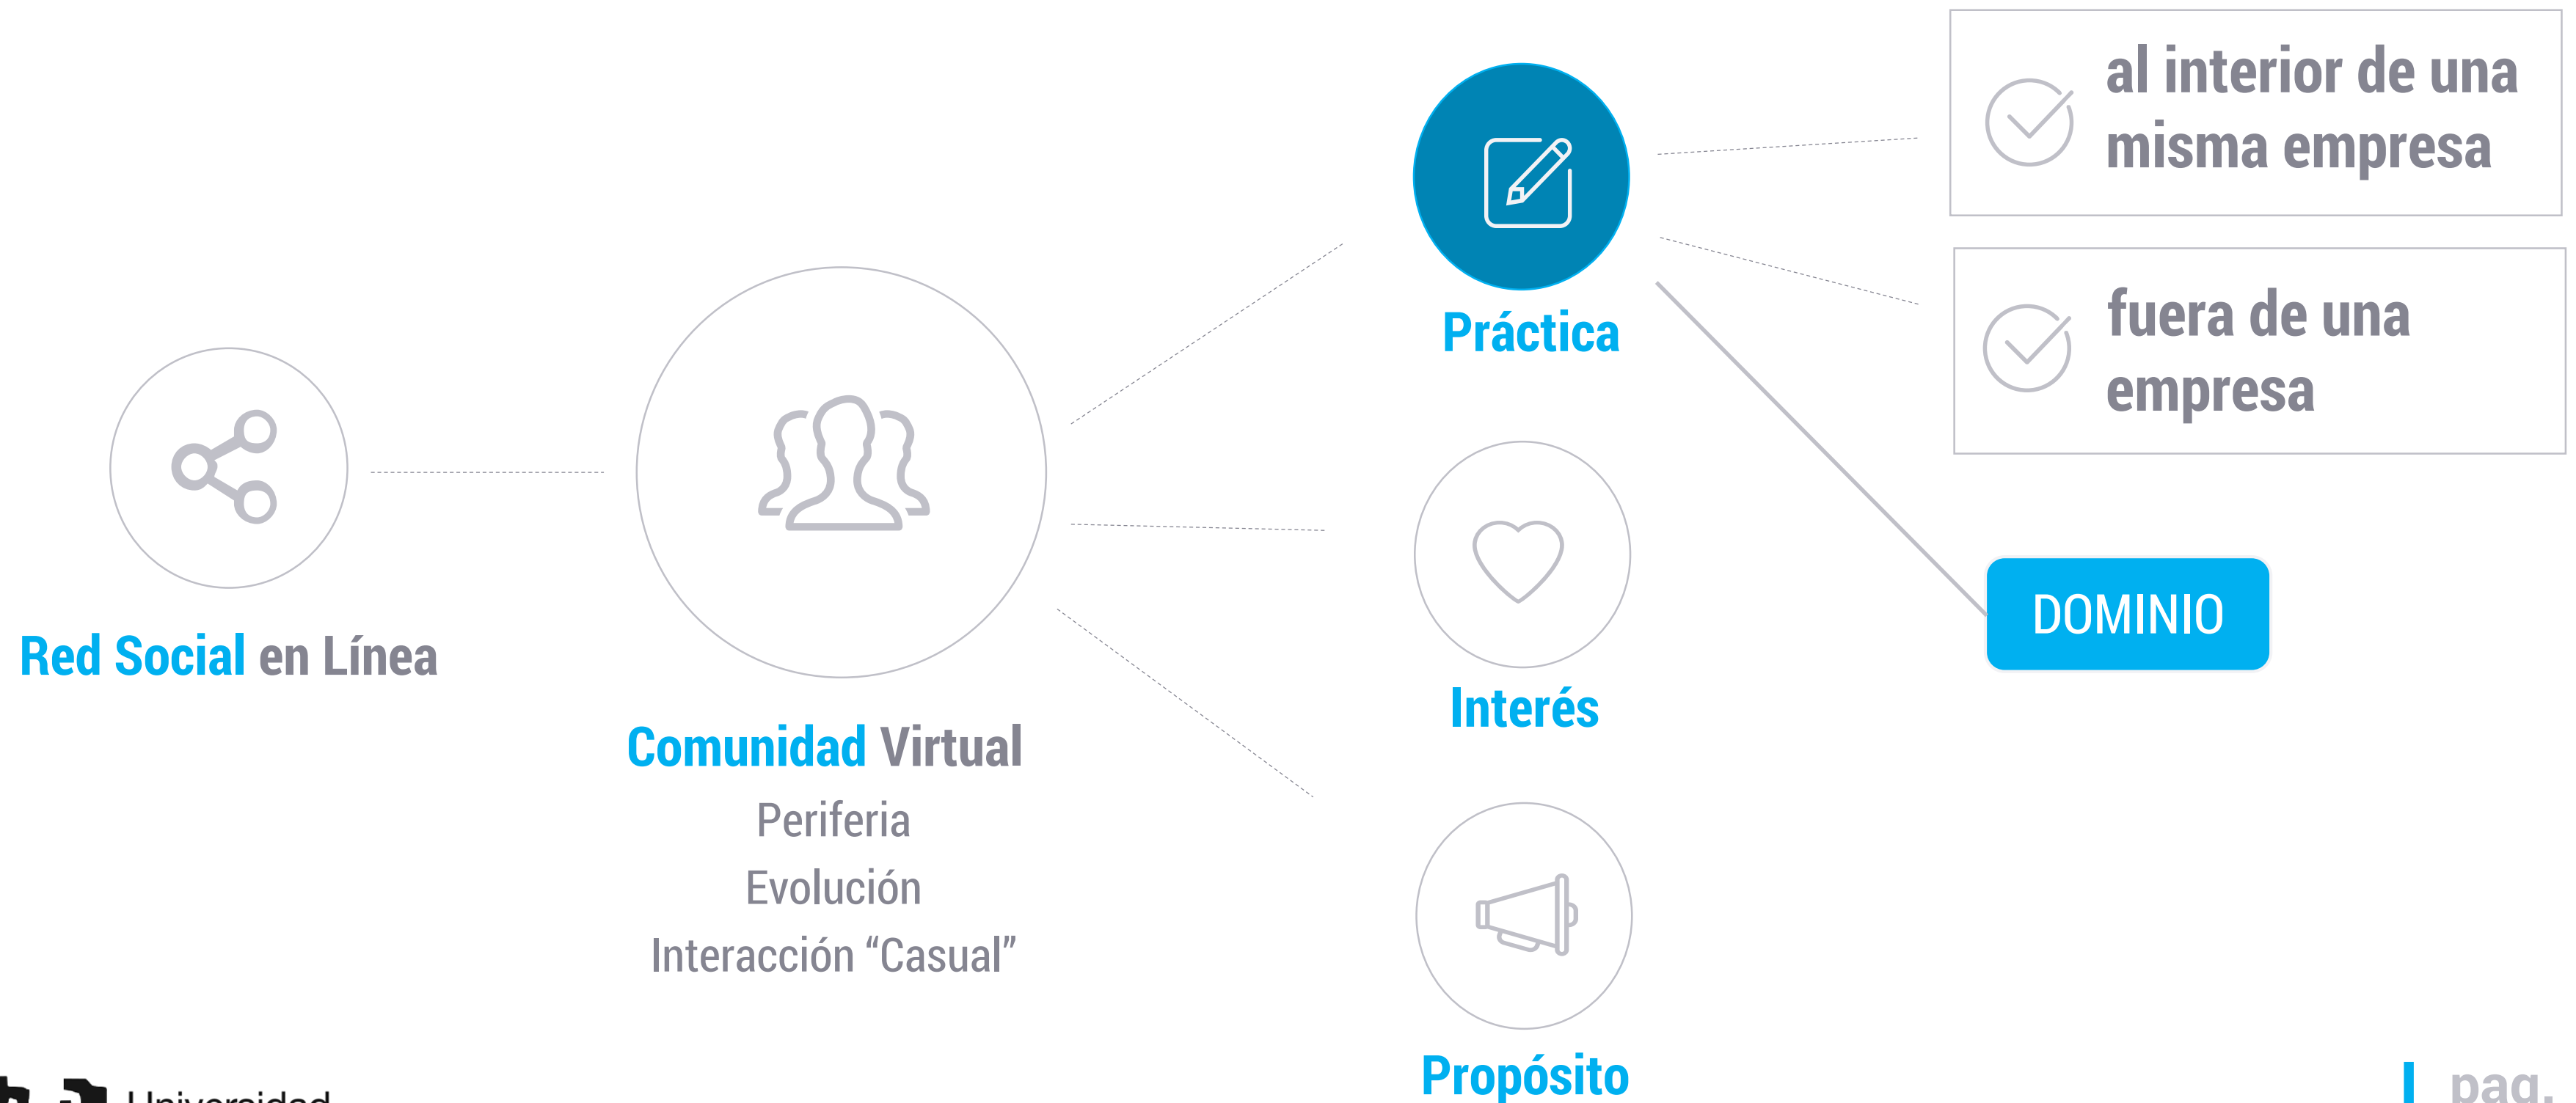 al interior de una
misma empresa
fuera de una
empresa
Práctica
DOMINIO
Red Social en Línea
Interés
Comunidad Virtual
Periferia
Evolución
Interacción “Casual”
Propósito
Universidad
pag.